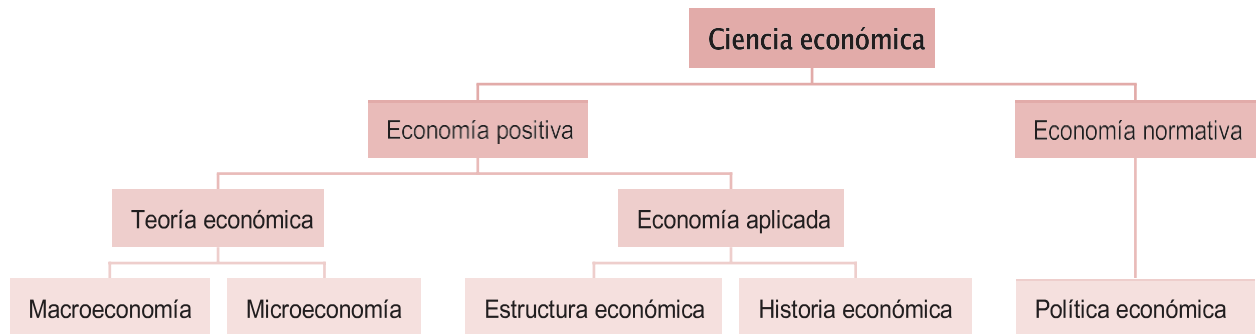 Ciencia económica
Economía positiva
Economía normativa
Teoría económica
Economía aplicada
Macroeconomía
Microeconomía
Estructura económica
Historia económica
Política económica